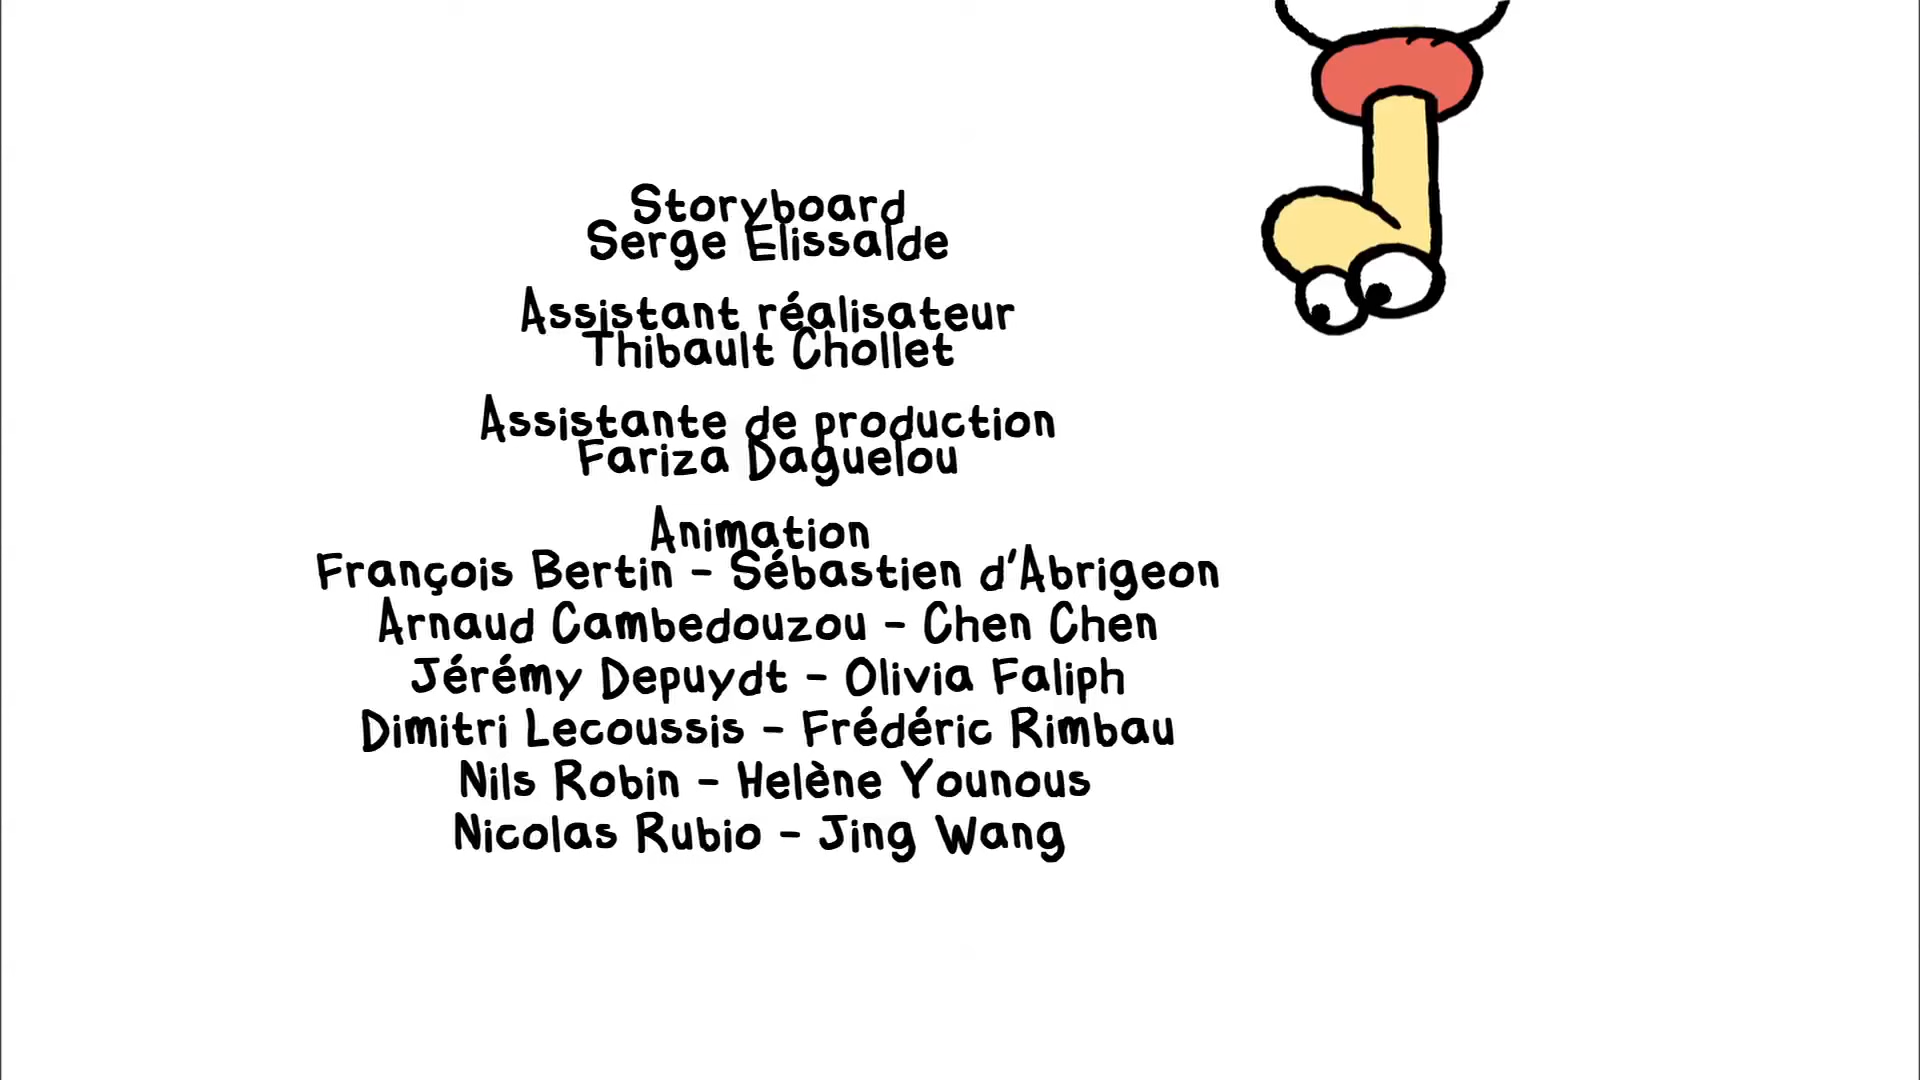 Storyboard
Serge Elissalde
Assistant réalisateur
Thibault Chollet
Assistante de production
Fariza Daguelou
Animation
François Bertin - Sébastien d'Abrigeon
Arnaud Cambedouzou - Chen Chen
Jérémy Depuydt - Olivia Faliph
Dimitri Lecoussis - Frédéric Rimbau
Nils Robin - Helène Younous
Nicolas Rubio - Jing Wang